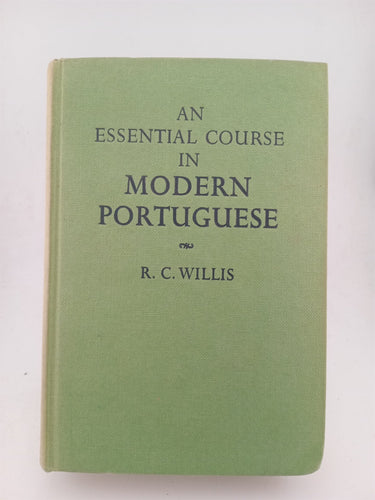 AN
ESSENTIAL COURSE
IN
MODERN
PORTUGUESE
R. C. WILLIS